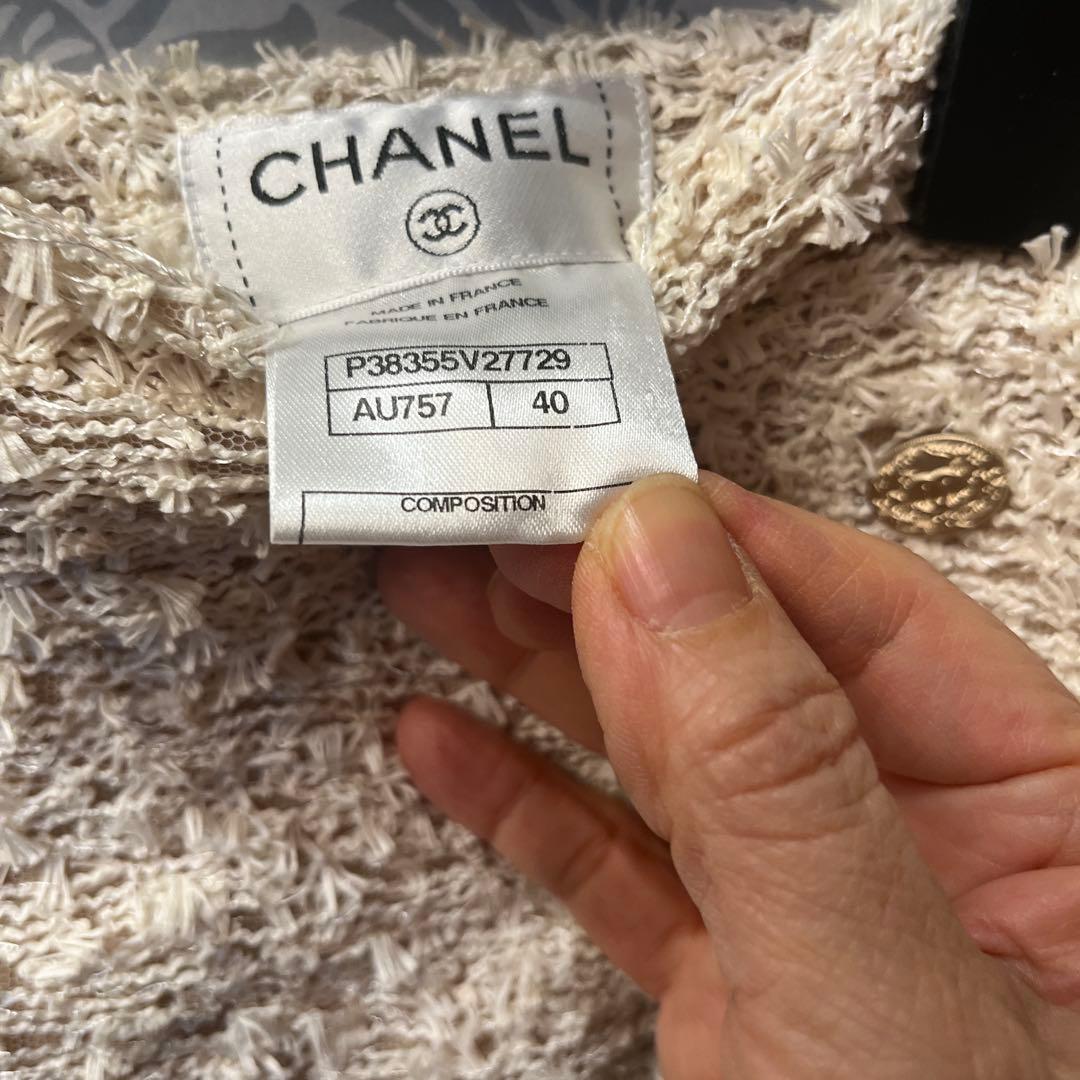 CHANEL
MADE IN FRANCE
FABRIQUE EN FRANCE
P38355V27729
AU757 40
COMPOSITION